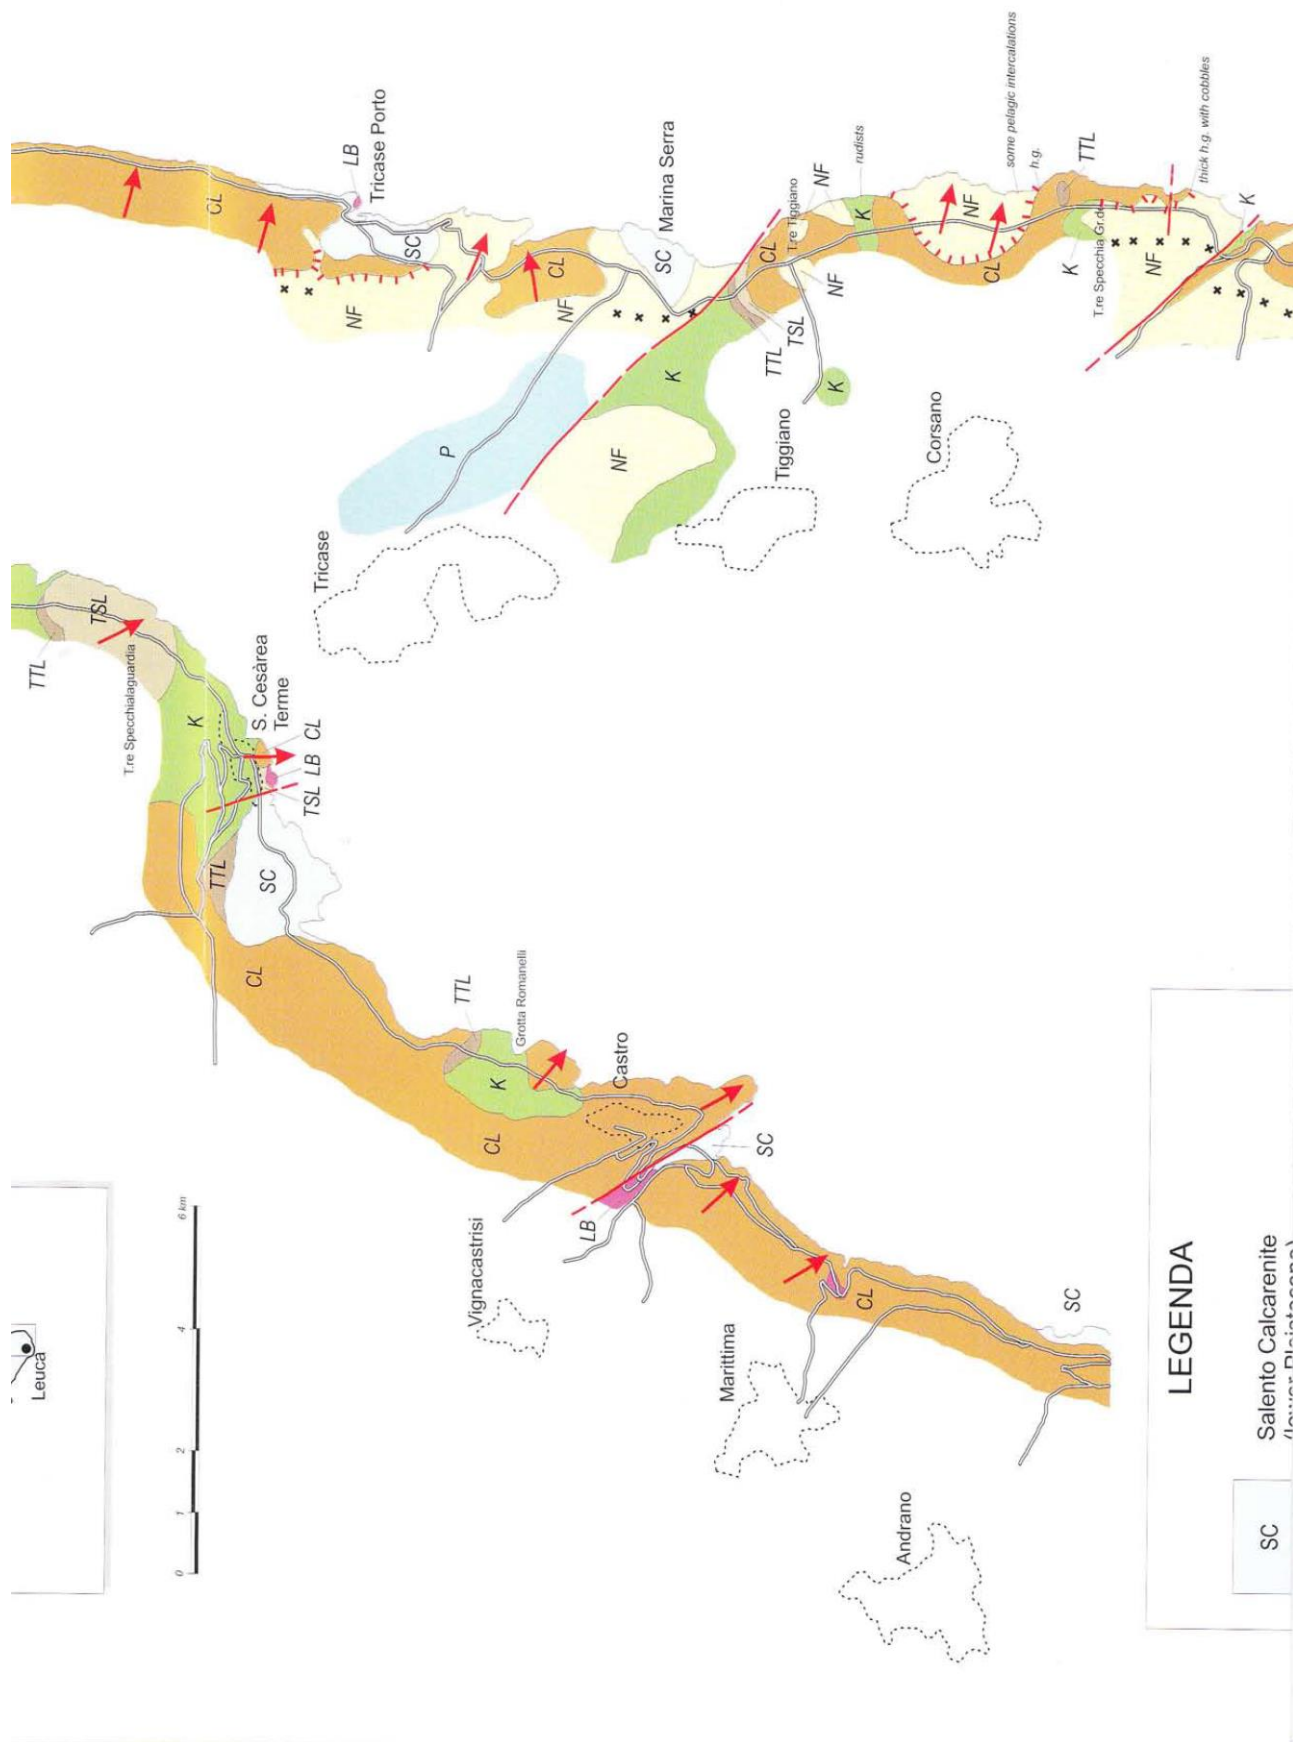 CL
LB
Tricase Porto
SC
NF
CL
NF
SC
Marina Serra
P
K
NF
TTL
TSL
CL
T.re Tiggiano
NF
NF
K
rudists
K
NF
some pelagic intercalations
h.g.
CL
TTL
K
T.re Specchia Gr.de
NF
thick h.g. with cobbles
K
Tricase
Tiggiano
Corsano
TTL
TSL
T.re Specchialaguardia
K
S. Cesàrea
Terme
CL
LB
TSL
TTL
SC
CL
TTL
Grotta Romanelli
K
Castro
CL
SC
LB
Vignacastrisi
Marittima
CL
SC
Andrano
0 1 2 4 6 km
Leuca
LEGENDA
SC
Salento Calcarenite